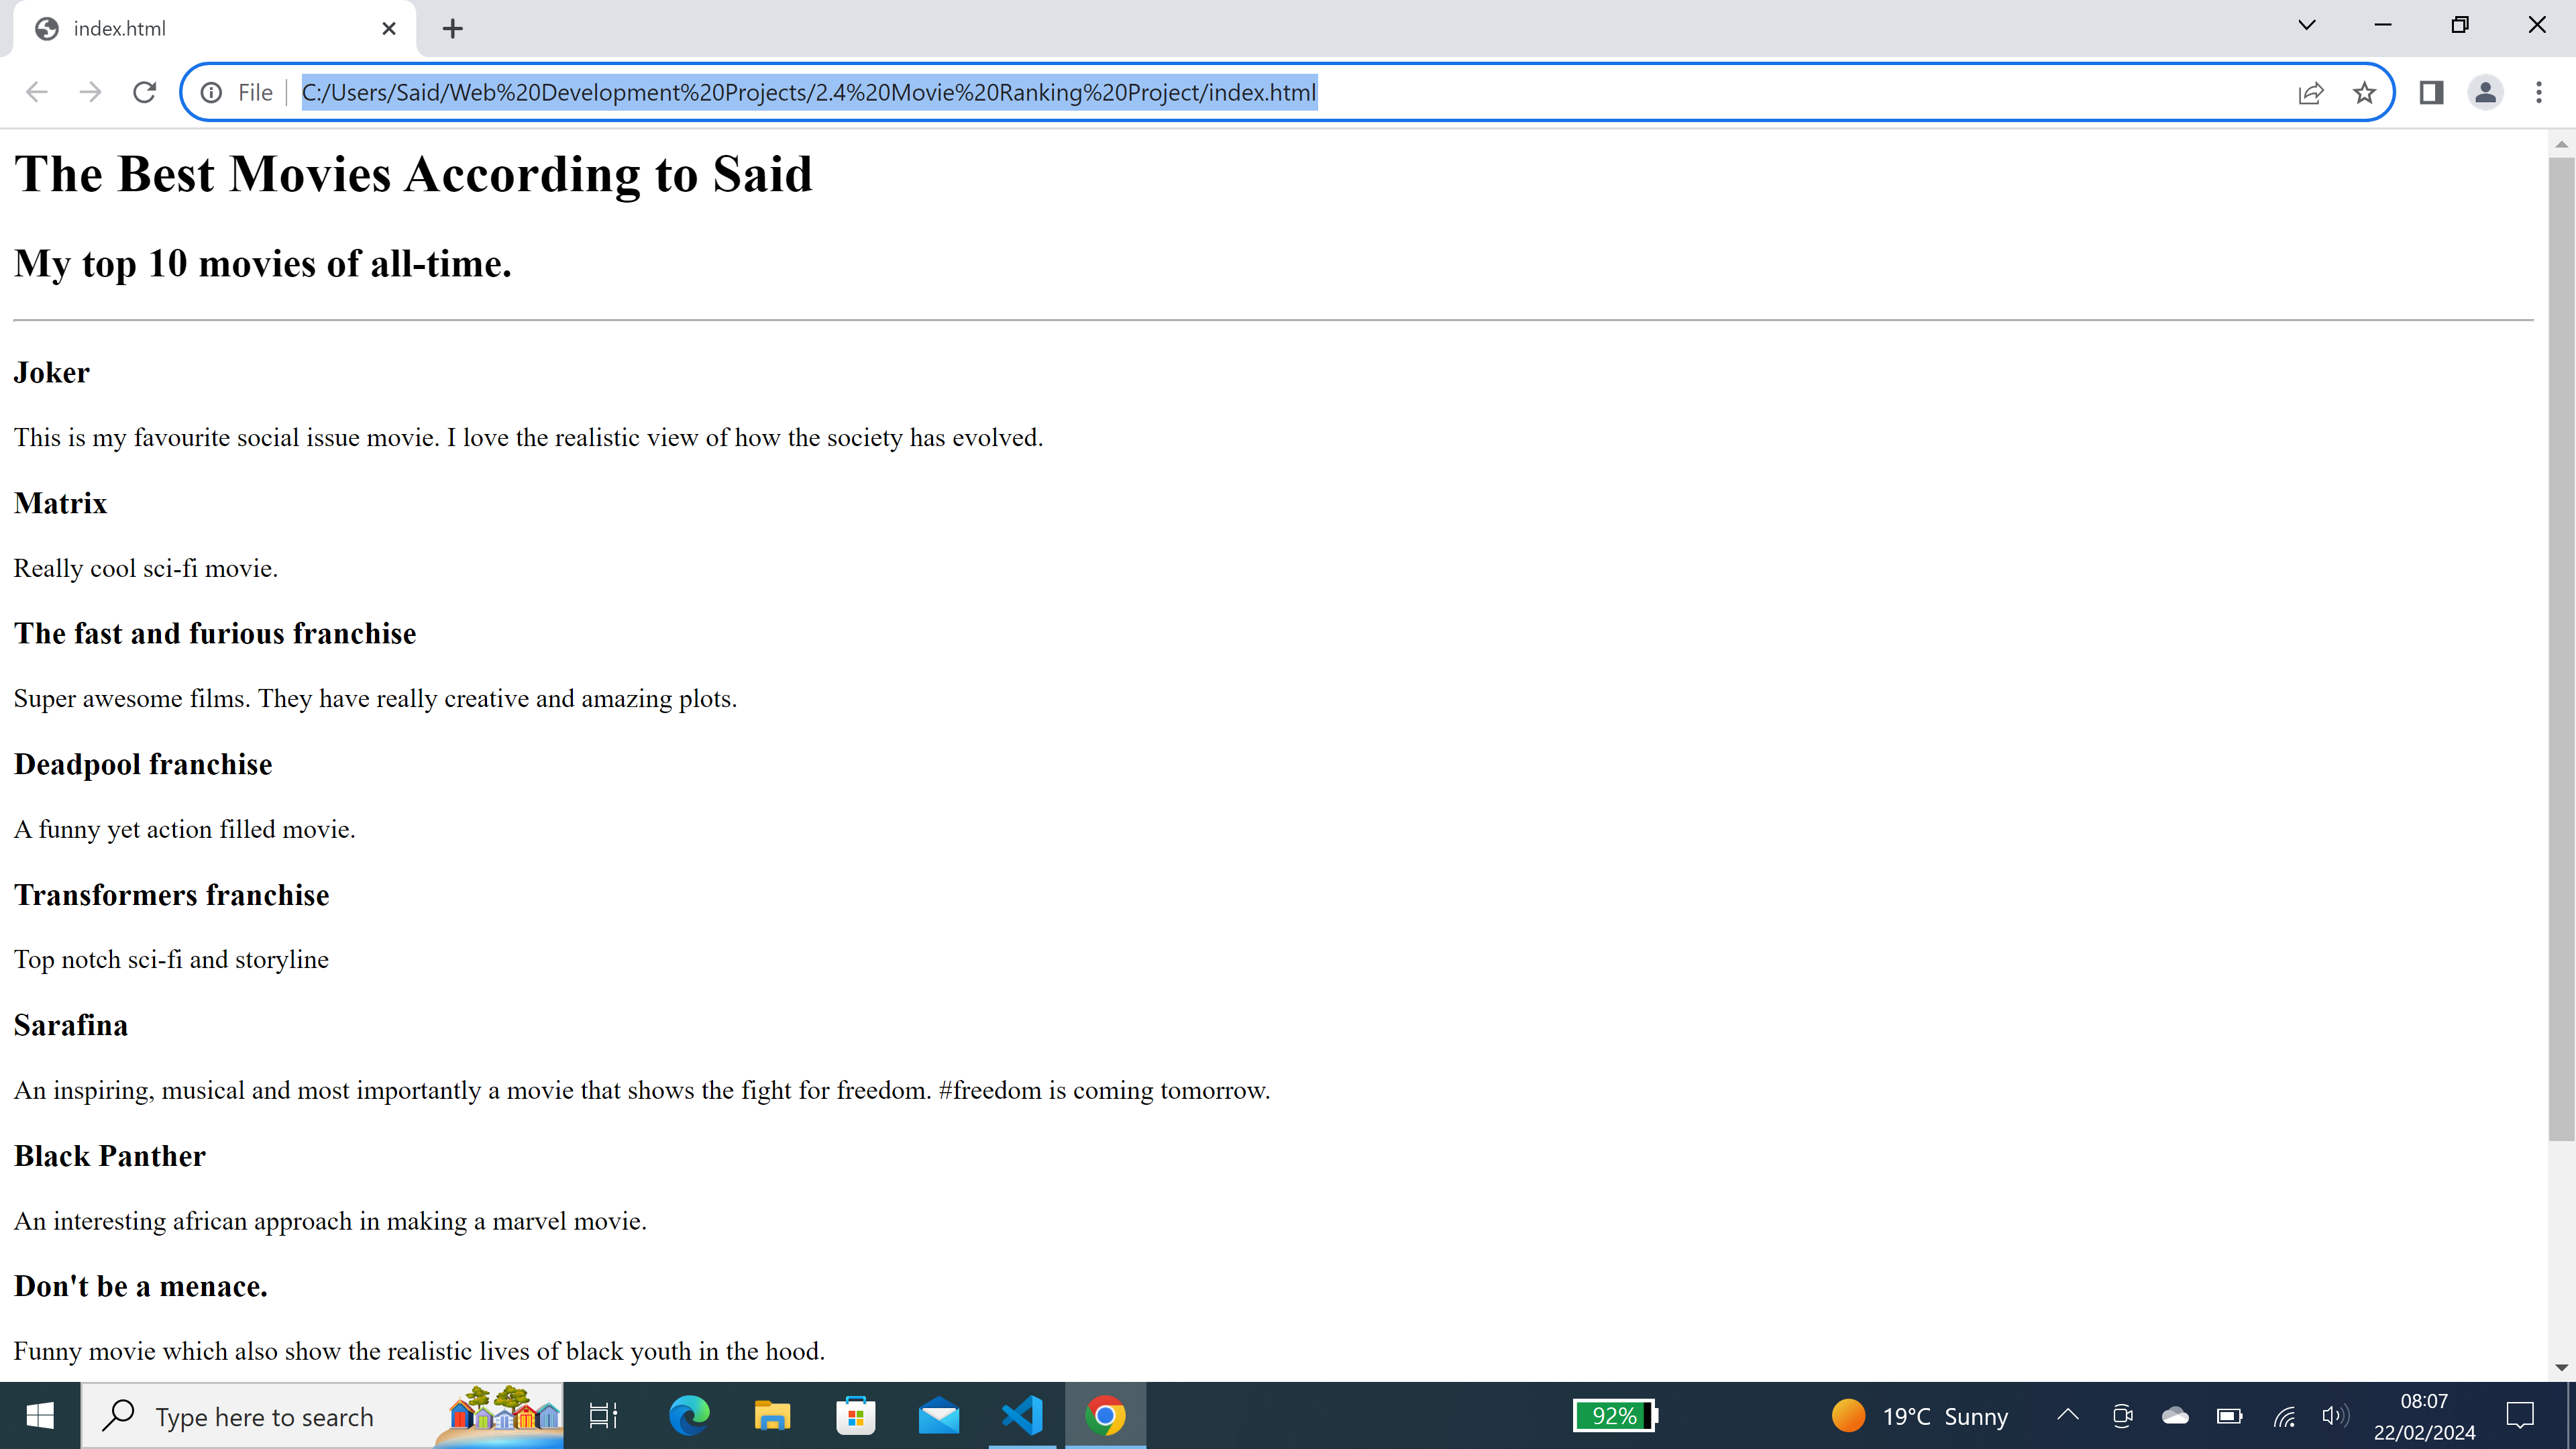 index.html
File
C:/Users/Said/Web%20Development%20Projects/2.4%20Movie%20Ranking%20Project/index.html
The Best Movies According to Said
My top 10 movies of all-time.
Joker
This is my favourite social issue movie. I love the realistic view of how the society has evolved.
Matrix
Really cool sci-fi movie.
The fast and furious franchise
Super awesome films. They have really creative and amazing plots.
Deadpool franchise
A funny yet action filled movie.
Transformers franchise
Top notch sci-fi and storyline
Sarafina
An inspiring, musical and most importantly a movie that shows the fight for freedom. #freedom is coming tomorrow.
Black Panther
An interesting african approach in making a marvel movie.
Don't be a menace.
Funny movie which also show the realistic lives of black youth in the hood.
Type here to search
92%
19°C Sunny
08:07
22/02/2024